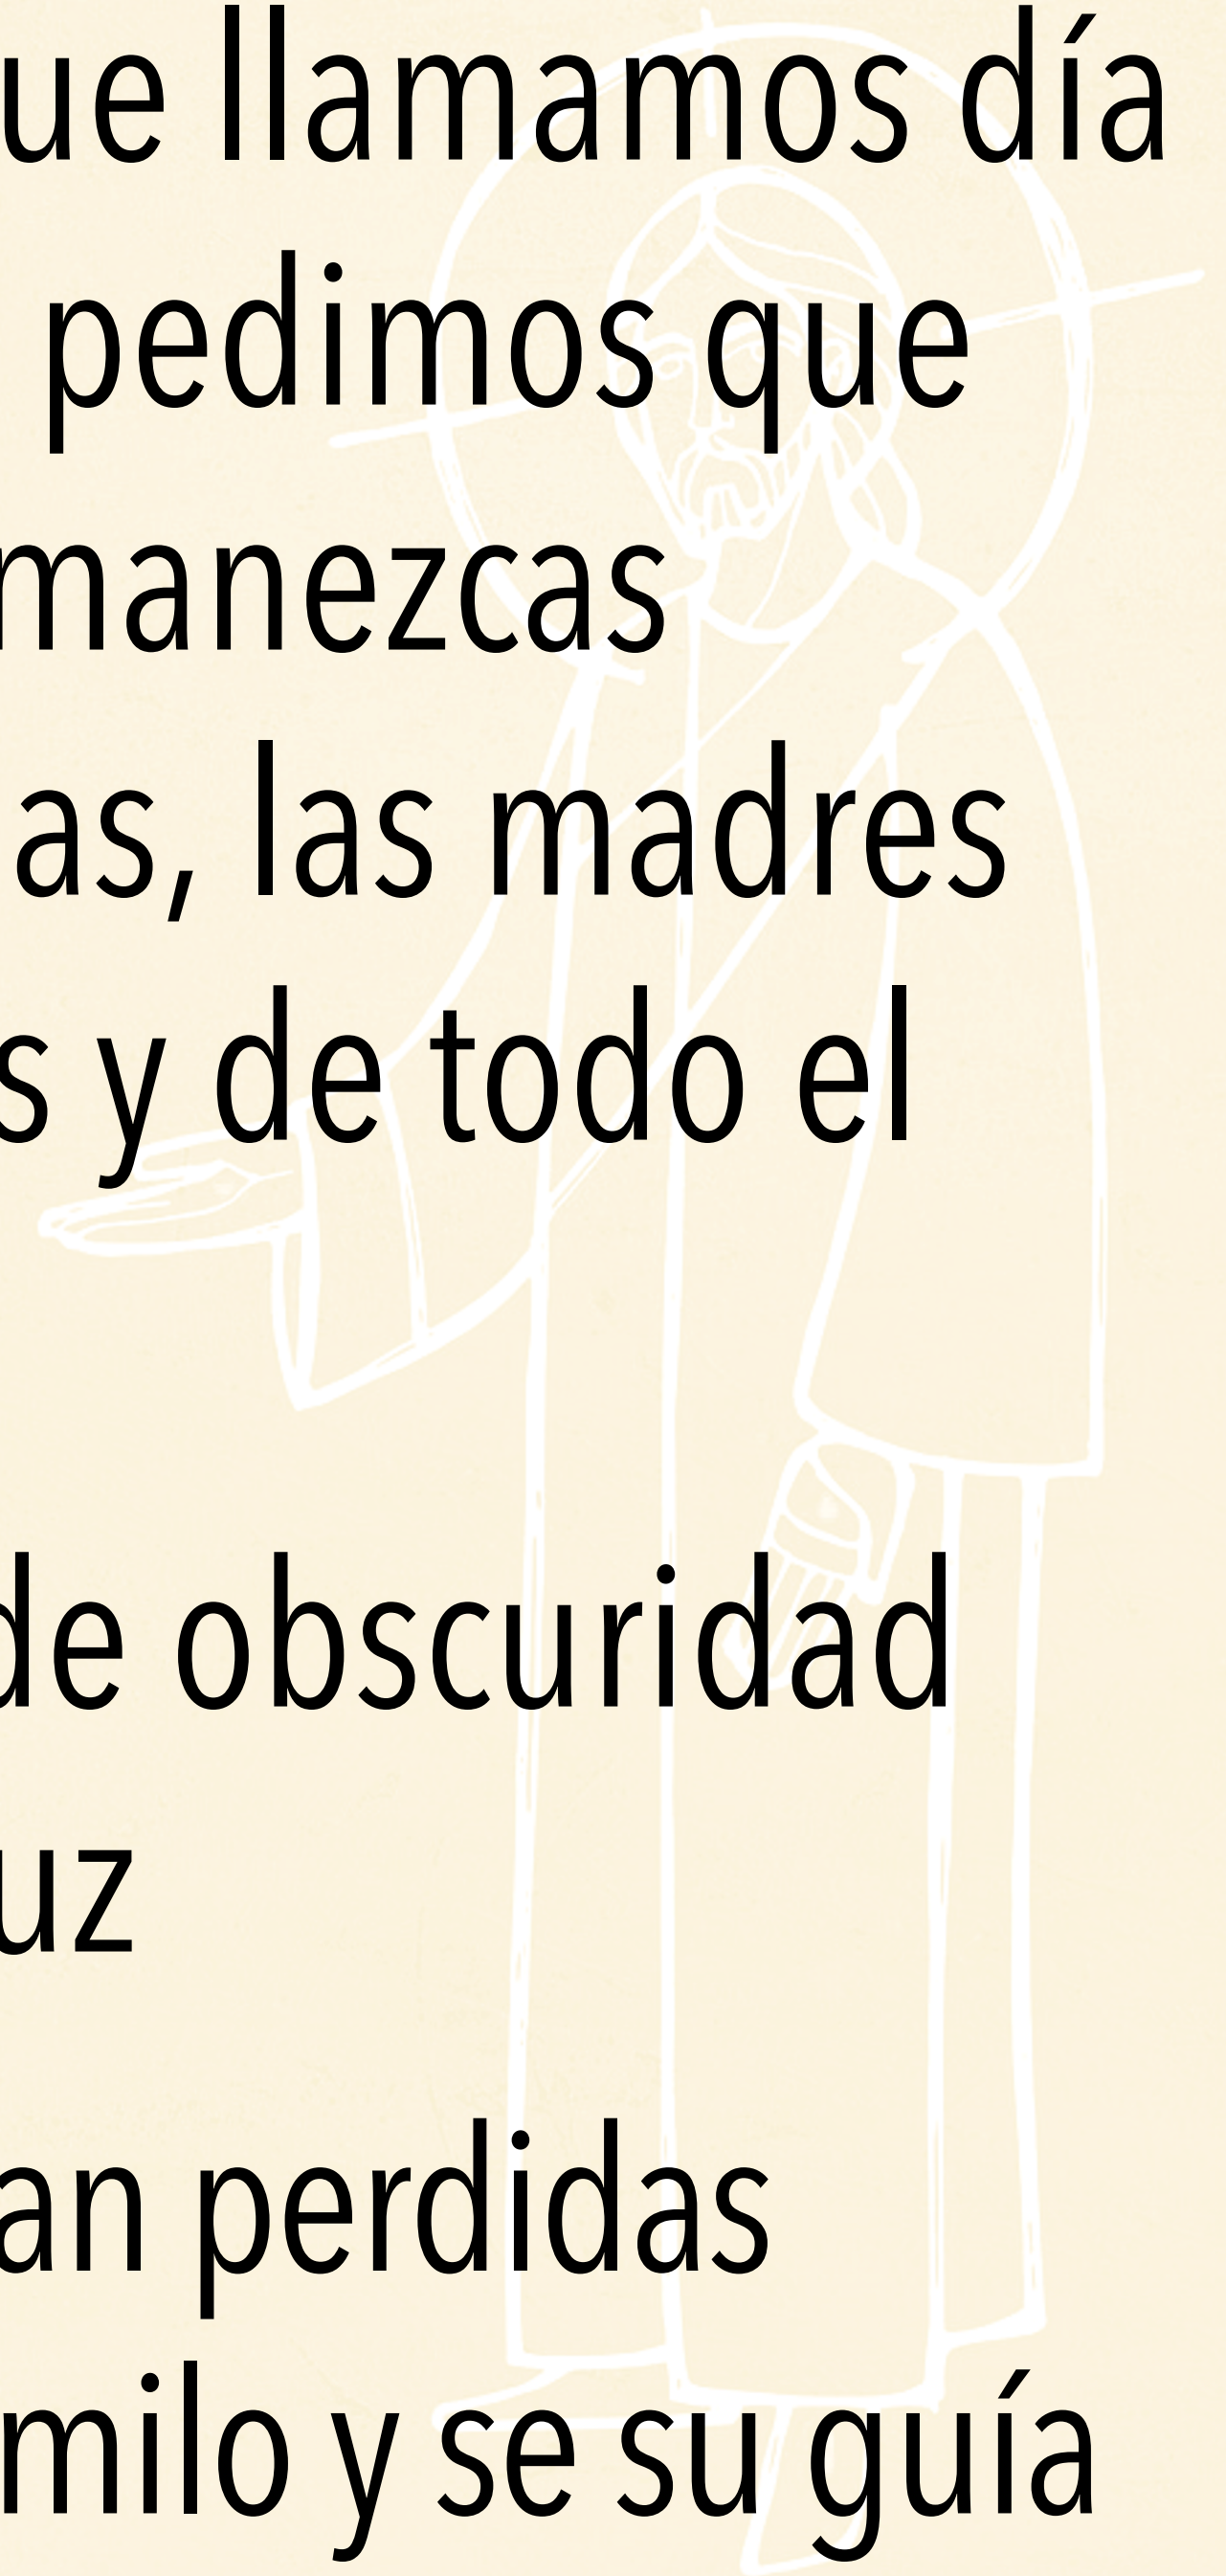 ue llamamos día
pedimos que
manezcas
as, las madres
s y de todo el
de obscuridad
uz
an perdidas
milo y se su guía